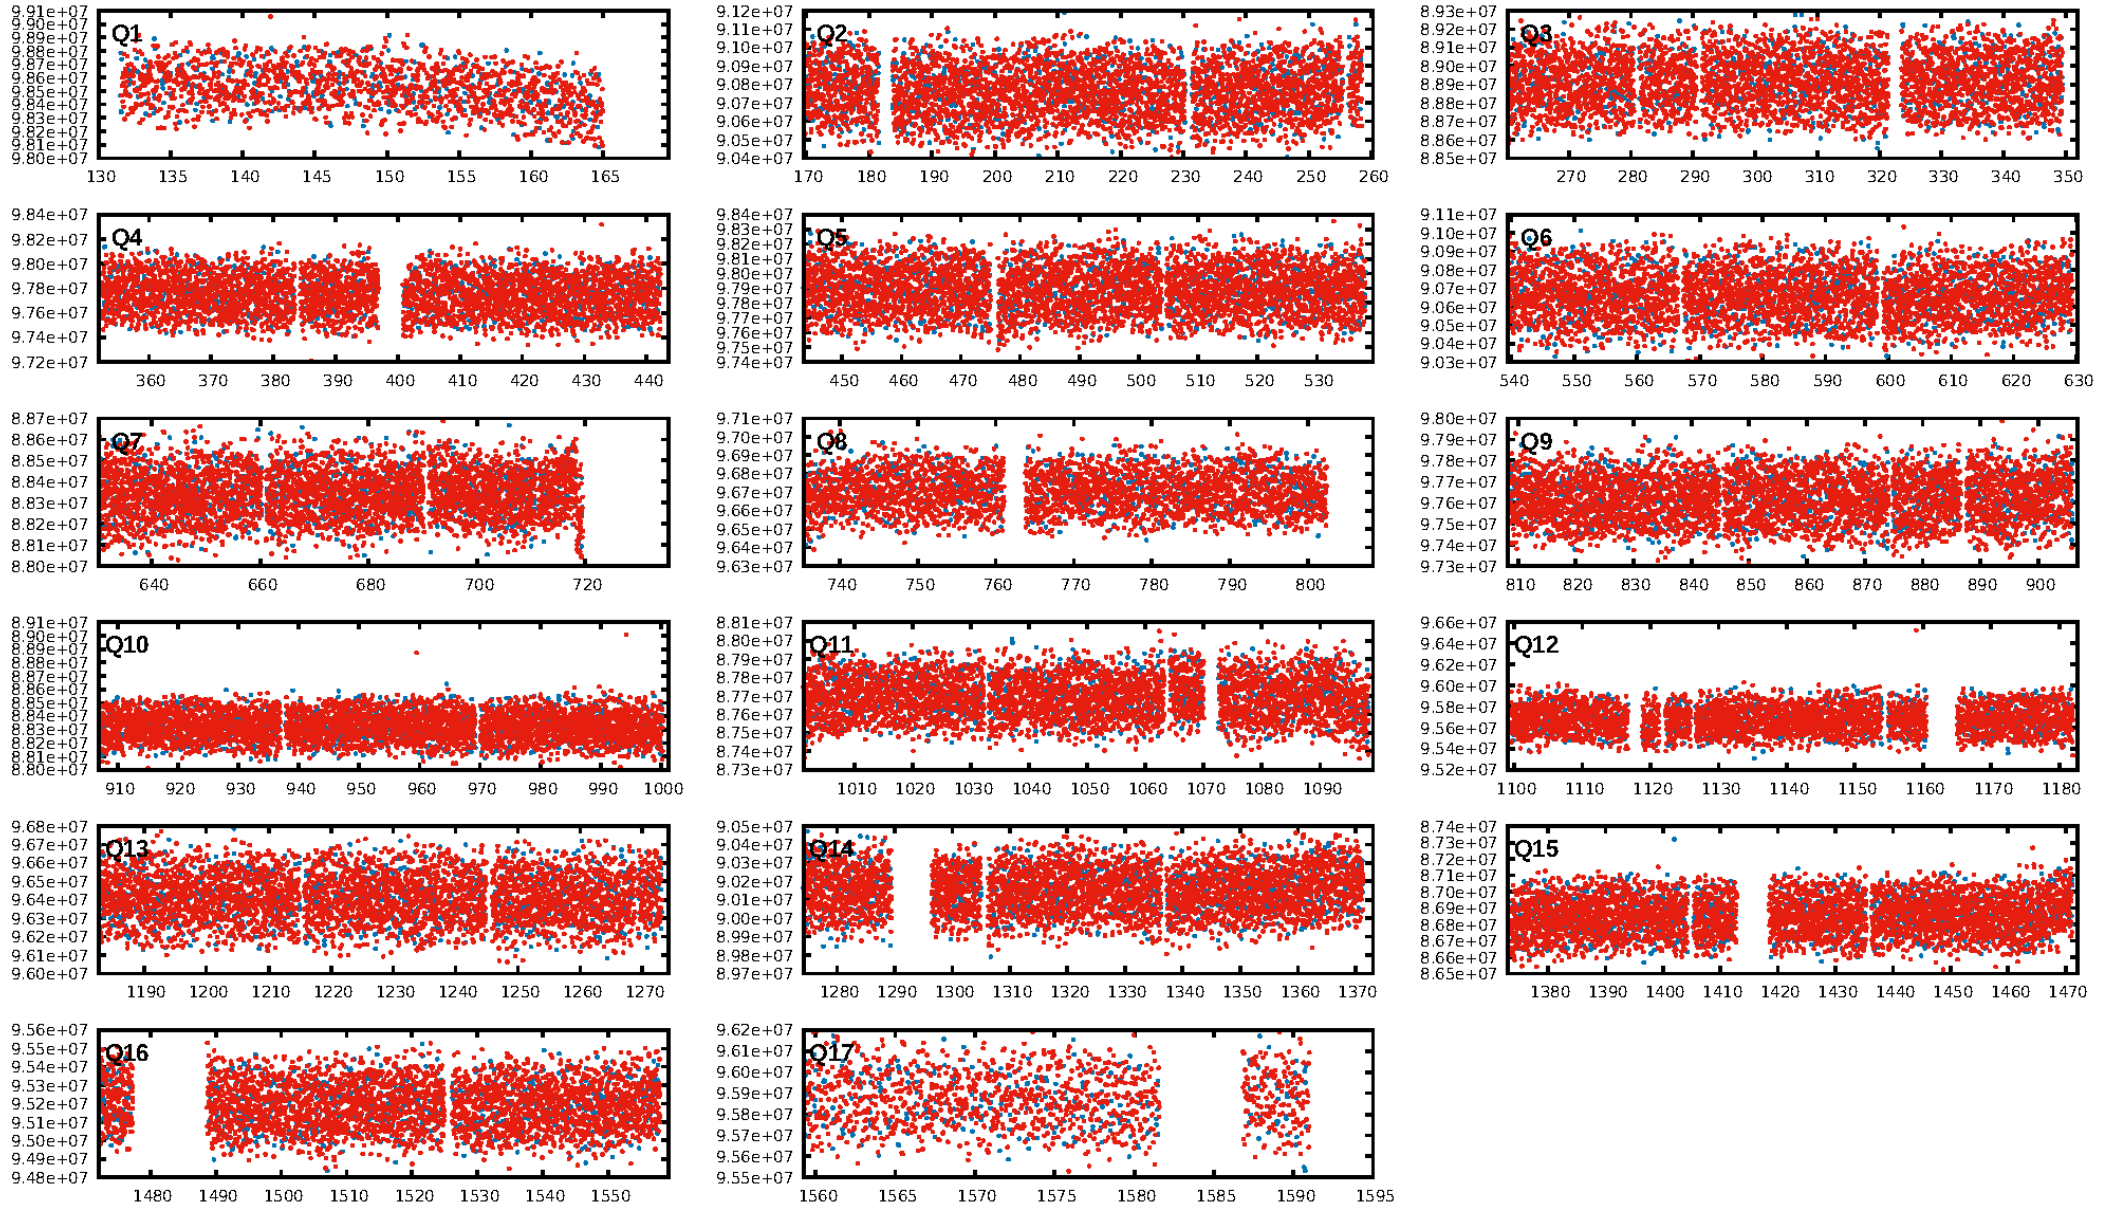 9.91e+07
9.90e+07
9.89e+07
9.88e+07
9.87e+07
9.86e+07
9.85e+07
9.84e+07
9.83e+07
9.82e+07
9.81e+07
9.80e+07
Q1
130 135 140 145 150 155 160 165
9.12e+07
9.11e+07
9.10e+07
9.09e+07
9.08e+07
9.07e+07
9.06e+07
9.05e+07
9.04e+07
Q2
170 180 190 200 210 220 230 240 250 260
8.93e+07
8.92e+07
8.91e+07
8.90e+07
8.89e+07
8.88e+07
8.87e+07
8.86e+07
8.85e+07
Q3
270 280 290 300 310 320 330 340 350
9.84e+07
9.82e+07
9.80e+07
9.78e+07
9.76e+07
9.74e+07
9.72e+07
Q4
360 370 380 390 400 410 420 430 440
9.84e+07
9.83e+07
9.82e+07
9.81e+07
9.80e+07
9.79e+07
9.78e+07
9.77e+07
9.76e+07
9.75e+07
9.74e+07
Q5
450 460 470 480 490 500 510 520 530
9.11e+07
9.10e+07
9.09e+07
9.08e+07
9.07e+07
9.06e+07
9.05e+07
9.04e+07
9.03e+07
Q6
540 550 560 570 580 590 600 610 620 630
8.87e+07
8.86e+07
8.85e+07
8.84e+07
8.83e+07
8.82e+07
8.81e+07
8.80e+07
Q7
640 660 680 700 720
9.71e+07
9.70e+07
9.69e+07
9.68e+07
9.67e+07
9.66e+07
9.65e+07
9.64e+07
9.63e+07
Q8
740 750 760 770 780 790 800
9.80e+07
9.79e+07
9.78e+07
9.77e+07
9.76e+07
9.75e+07
9.74e+07
9.73e+07
Q9
810 820 830 840 850 860 870 880 890 900
8.91e+07
8.90e+07
8.89e+07
8.88e+07
8.87e+07
8.86e+07
8.85e+07
8.84e+07
8.83e+07
8.82e+07
8.81e+07
8.80e+07
Q10
910 920 930 940 950 960 970 980 990 1000
8.81e+07
8.80e+07
8.79e+07
8.78e+07
8.77e+07
8.76e+07
8.75e+07
8.74e+07
8.73e+07
Q11
1010 1020 1030 1040 1050 1060 1070 1080 1090
9.66e+07
9.64e+07
9.62e+07
9.60e+07
9.58e+07
9.56e+07
9.54e+07
9.52e+07
Q12
1100 1110 1120 1130 1140 1150 1160 1170 1180
9.68e+07
9.67e+07
9.66e+07
9.65e+07
9.64e+07
9.63e+07
9.62e+07
9.61e+07
9.60e+07
Q13
1190 1200 1210 1220 1230 1240 1250 1260 1270
9.05e+07
9.04e+07
9.03e+07
9.02e+07
9.01e+07
9.00e+07
8.99e+07
8.98e+07
8.97e+07
Q14
1280 1290 1300 1310 1320 1330 1340 1350 1360 1370
8.74e+07
8.73e+07
8.72e+07
8.71e+07
8.70e+07
8.69e+07
8.68e+07
8.67e+07
8.66e+07
8.65e+07
Q15
1380 1390 1400 1410 1420 1430 1440 1450 1460 1470
9.56e+07
9.55e+07
9.54e+07
9.53e+07
9.52e+07
9.51e+07
9.50e+07
9.49e+07
9.48e+07
Q16
1480 1490 1500 1510 1520 1530 1540 1550
9.62e+07
9.61e+07
9.60e+07
9.59e+07
9.58e+07
9.57e+07
9.56e+07
9.55e+07
Q17
1560 1565 1570 1575 1580 1585 1590 1595